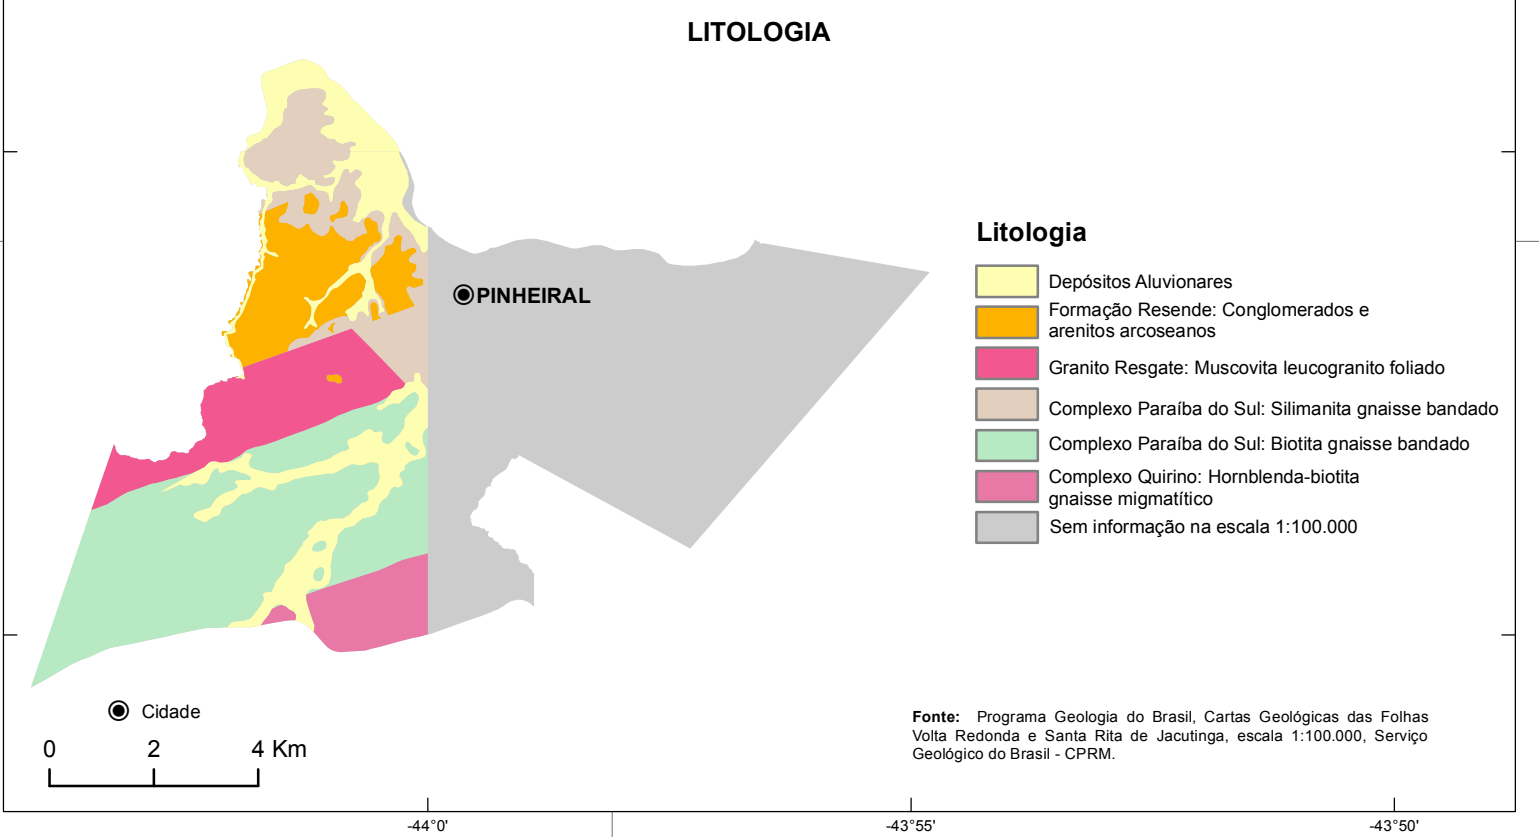 LITOLOGIA
PINHEIRAL
Litologia
Depósitos Aluvionares
Formação Resende: Conglomerados e
arenitos arcoseanos
Granito Resgate: Muscovita leucogranito foliado
Complexo Paraíba do Sul: Silimanita gnaisse bandado
Complexo Paraíba do Sul: Biotita gnaisse bandado
Complexo Quirino: Hornblenda-biotita
gnaisse migmatítico
Sem informação na escala 1:100.000
Cidade
0 2 4 Km
Fonte: Programa Geologia do Brasil, Cartas Geológicas das Folhas
Volta Redonda e Santa Rita de Jacutinga, escala 1:100.000, Serviço
Geológico do Brasil - CPRM.
-44°0' -43°55' -43°50'